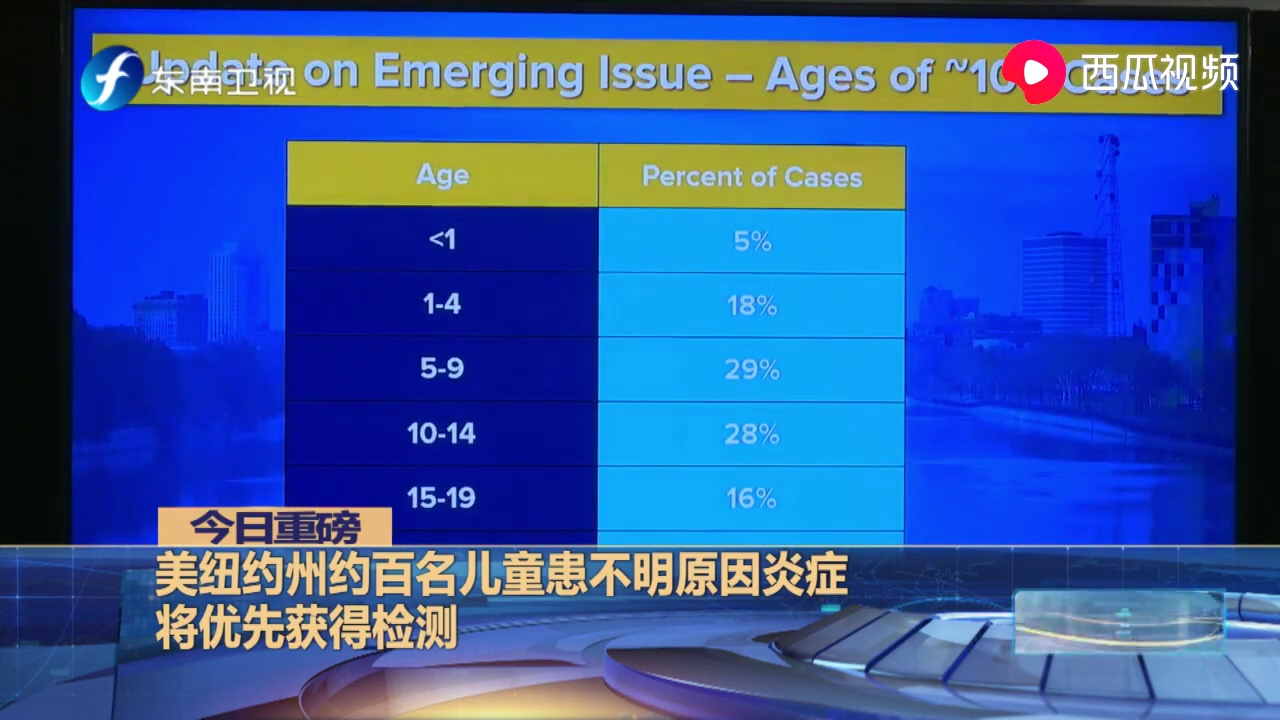 东南卫视
西瓜视频
Update on Emerging Issue – Ages of ~10 Cases
Age Percent of Cases
<1 5%
1-4 18%
5-9 29%
10-14 28%
15-19 16%
今日重磅
美纽约州约百名儿童患不明原因炎症
将优先获得检测